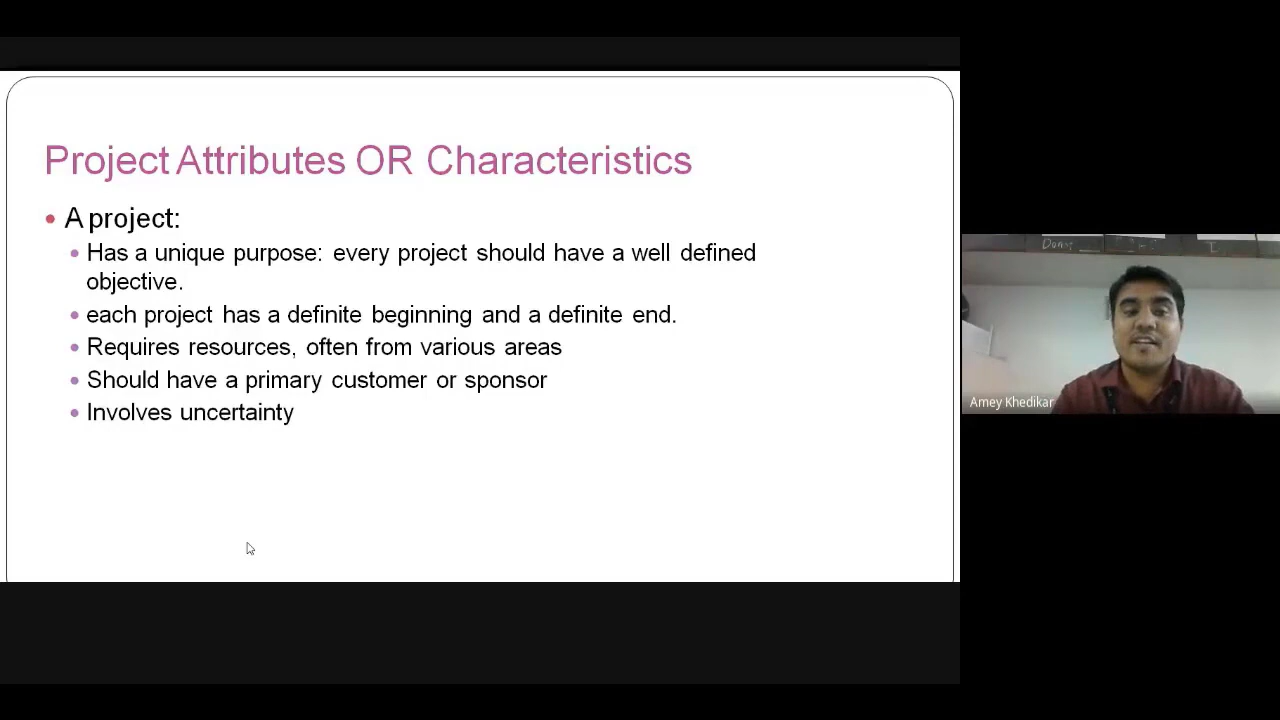 Project Attributes OR Characteristics
A project:
Has a unique purpose: every project should have a well defined
objective.
each project has a definite beginning and a definite end.
Requires resources, often from various areas
Should have a primary customer or sponsor
Involves uncertainty
Amey Khedikar